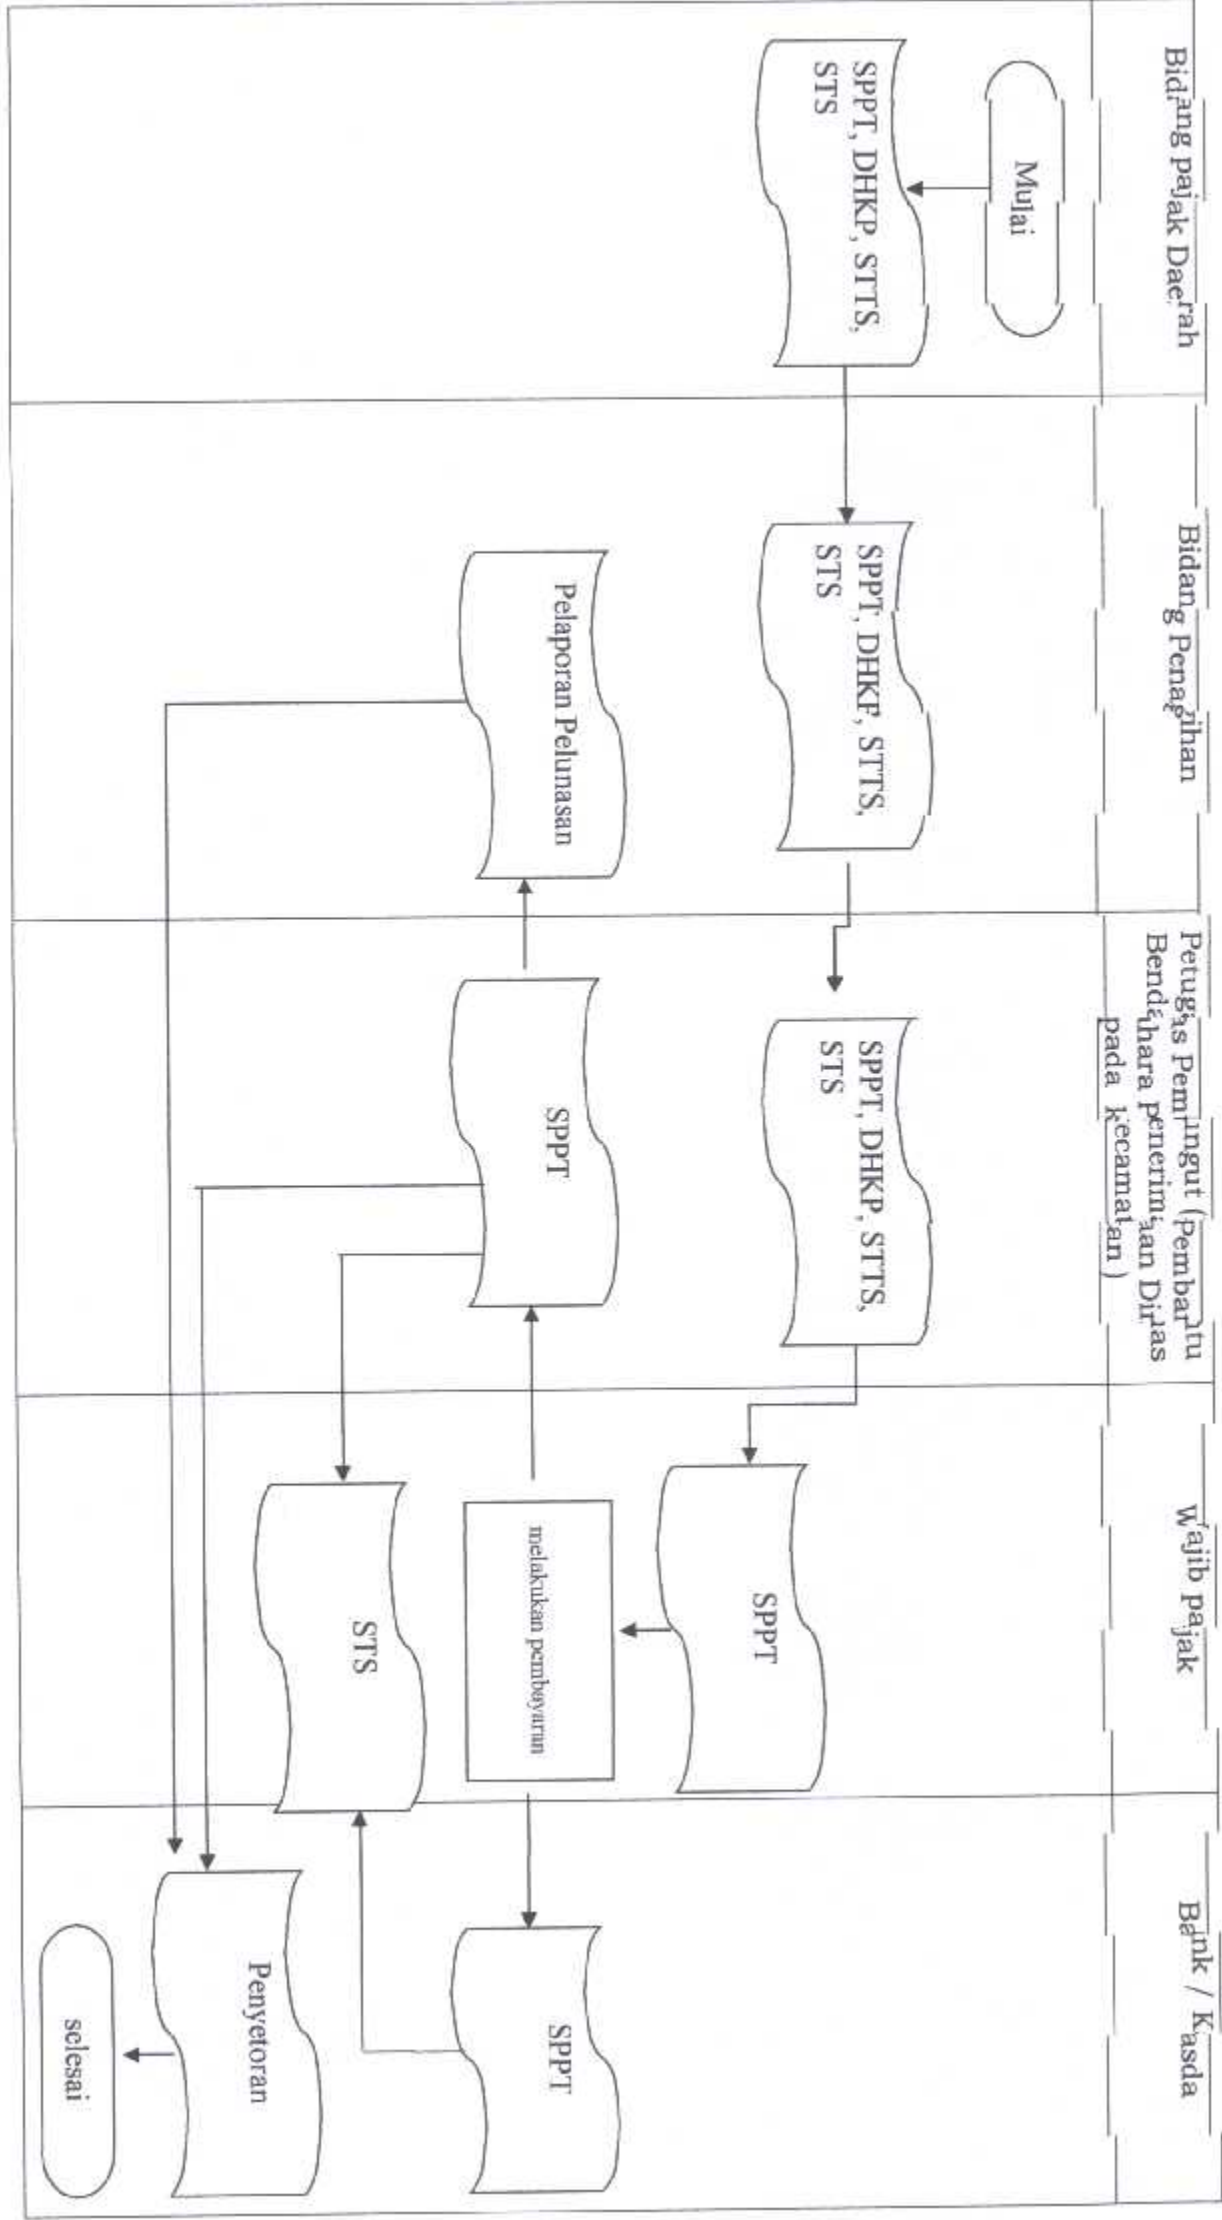 Bidang pajak Daerah
Bidang Penagihan
Petugas Pemungut (Pembantu
Bendahara penerimaan Dinas
pada kecamatan )
Wajib pajak
Bank / Kasda
Mulai
SPPT, DHKP, STTS,
STS
SPPT, DHKP, STTS,
STS
SPPT, DHKP, STTS,
STS
SPPT
Pelaporan Pelunasan
SPPT
melakukan pembayaran
SPPT
STS
Penyetoran
selesai